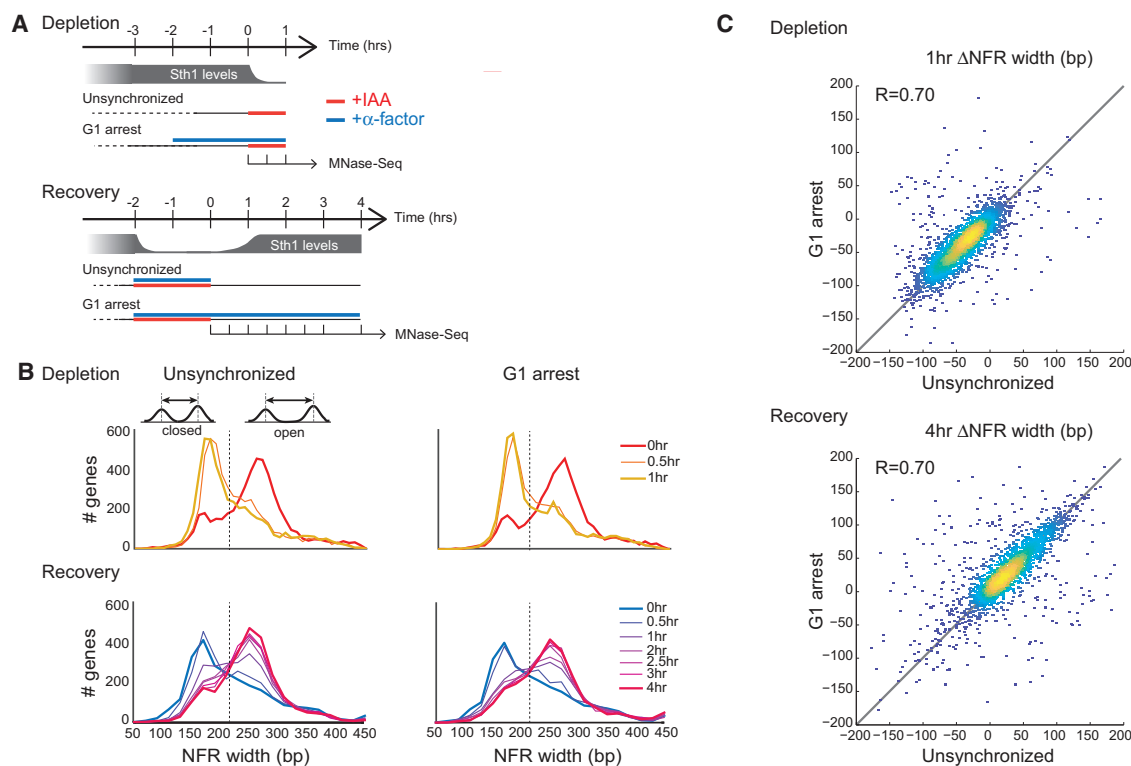 A
Depletion
-3 -2 -1 0 1
Time (hrs)
Sth1 levels
Unsynchronized
+IAA
+α-factor
G1 arrest
MNase-Seq
Recovery
-2 -1 0 1 2 3 4
Time (hrs)
Sth1 levels
Unsynchronized
G1 arrest
MNase-Seq
B
Depletion
Unsynchronized
G1 arrest
closed
open
600
400
200
0
# genes
0hr
0.5hr
1hr
Recovery
600
400
200
0
# genes
0hr
0.5hr
1hr
2hr
2.5hr
3hr
4hr
50 100 150 200 250 300 350 400 450
NFR width (bp)
50 100 150 200 250 300 350 400 450
NFR width (bp)
C
Depletion
1hr ΔNFR width (bp)
R=0.70
200
150
100
50
0
−50
−100
−150
−200
G1 arrest
−200 −150 −100 −50 0 50 100 150 200
Unsynchronized
Recovery
4hr ΔNFR width (bp)
R=0.70
200
150
100
50
0
−50
−100
−150
−200
G1 arrest
−200 −150 −100 −50 0 50 100 150 200
Unsynchronized